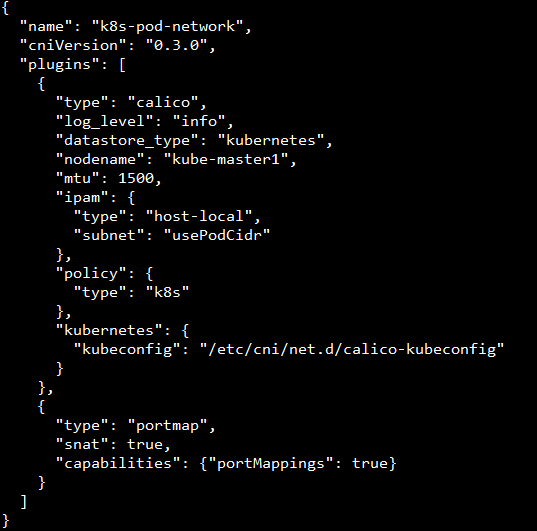 {
  "name": "k8s-pod-network",
  "cniVersion": "0.3.0",
  "plugins": [
    {
      "type": "calico",
      "log_level": "info",
      "datastore_type": "kubernetes",
      "nodename": "kube-master1",
      "mtu": 1500,
      "ipam": {
        "type": "host-local",
        "subnet": "usePodCidr"
      },
      "policy": {
        "type": "k8s"
      },
      "kubernetes": {
        "kubeconfig": "/etc/cni/net.d/calico-kubeconfig"
      }
    },
    {
      "type": "portmap",
      "snat": true,
      "capabilities": {"portMappings": true}
    }
  ]
}